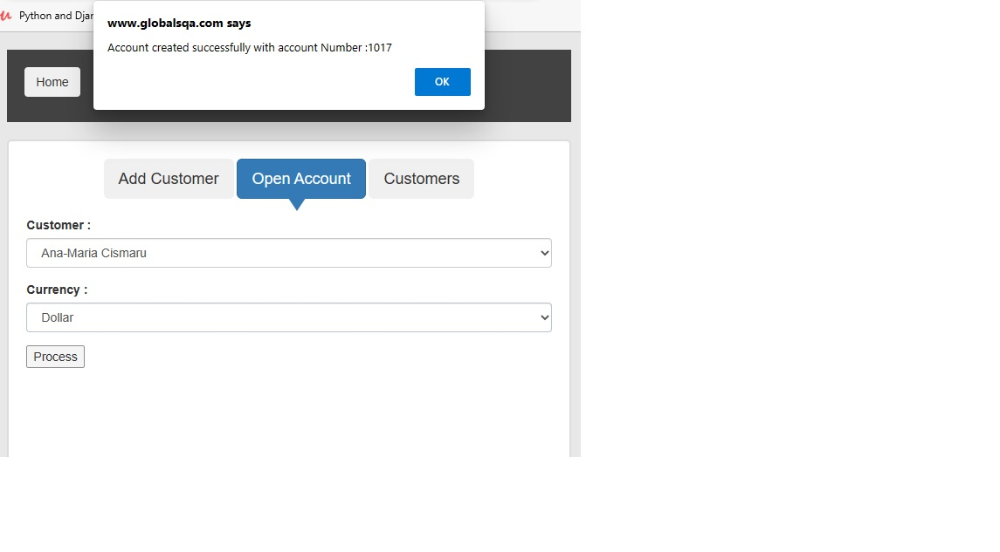 Python and Djan
www.globalsqa.com says
Account created successfully with account Number :1017
OK
Home
Add Customer
Open Account
Customers
Customer :
Ana-Maria Cismaru
Currency :
Dollar
Process